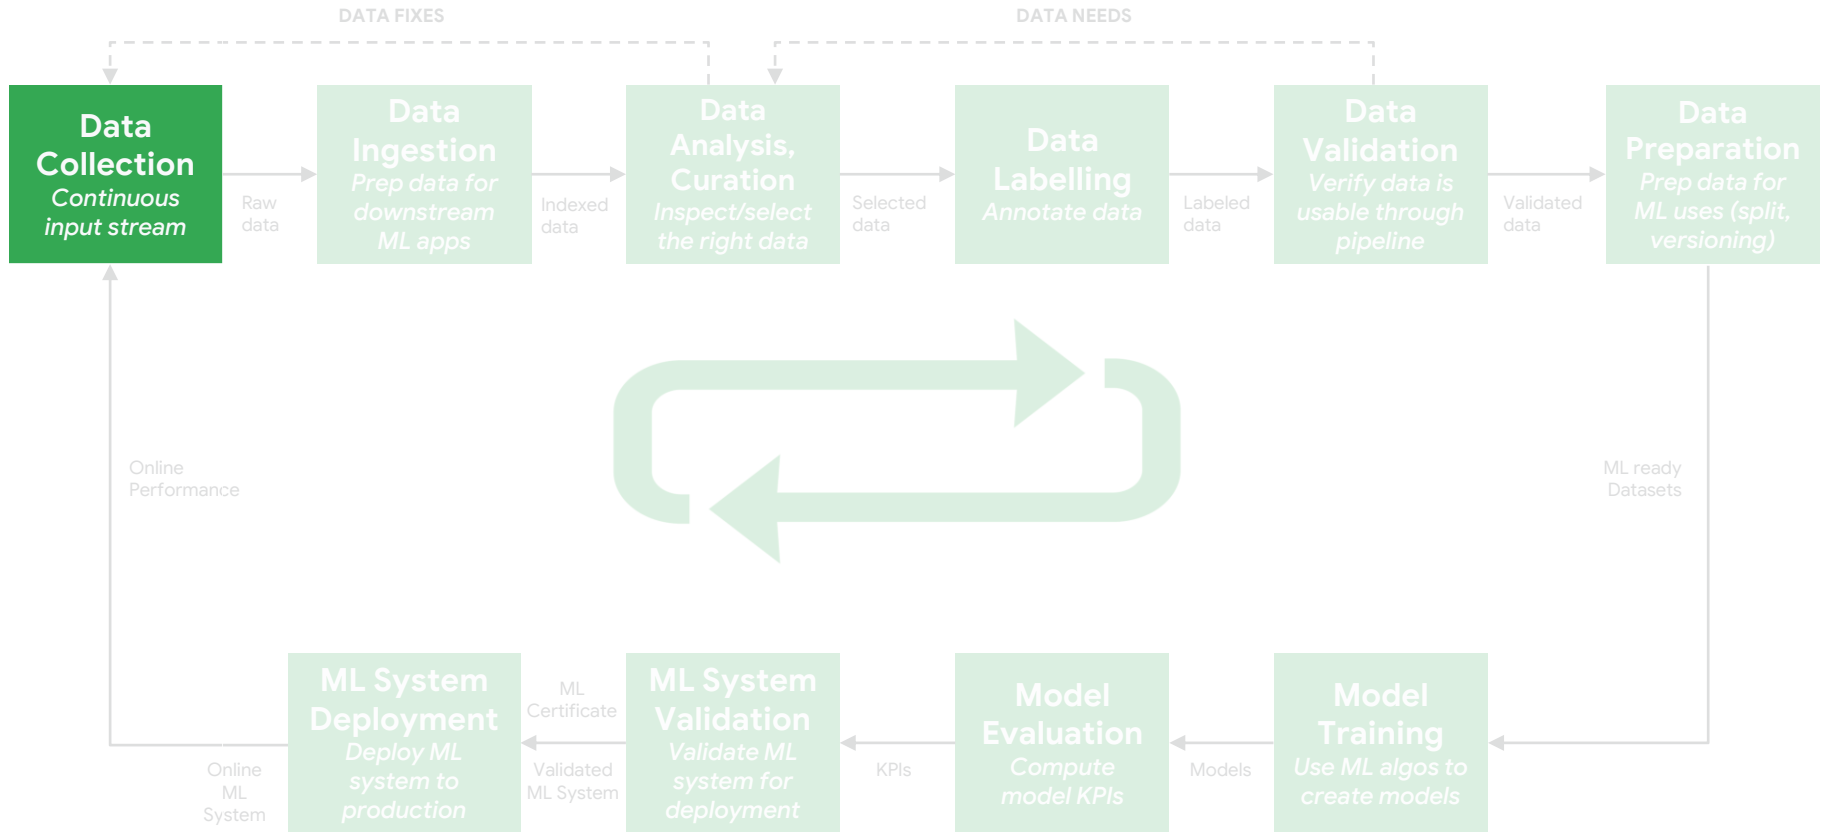 DATA FIXES
DATA NEEDS
Data
Collection
Continuous
input stream
Raw
data
Data
Ingestion
Prep data for
downstream
ML apps
Indexed
data
Data
Analysis,
Curation
Inspect/select
the right data
Selected
data
Data
Labelling
Annotate data
Labeled
data
Data
Validation
Verify data is
usable through
pipeline
Validated
data
Data
Preparation
Prep data for
ML uses (split,
versioning)
Online
Performance
ML ready
Datasets
Online
ML
System
ML System
Deployment
Deploy ML
system to
production
ML
Certificate
Validated
ML System
ML System
Validation
Validate ML
system for
deployment
KPIs
Model
Evaluation
Compute
model KPIs
Models
Model
Training
Use ML algos to
create models